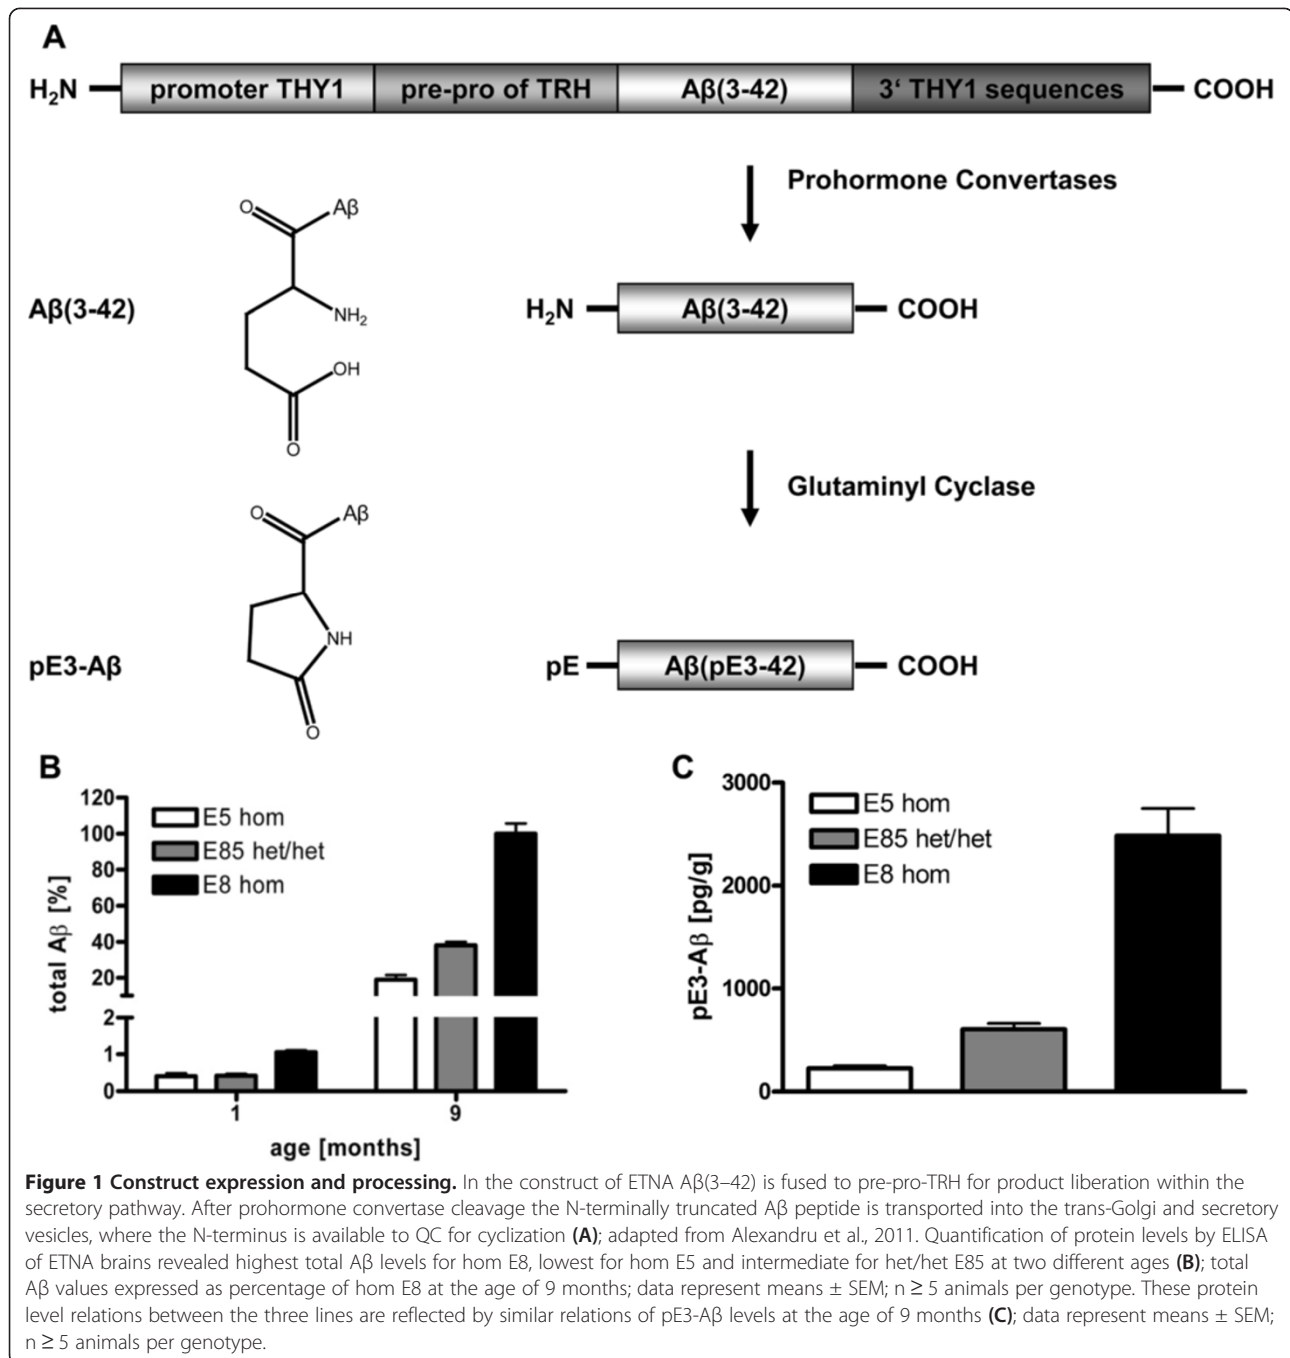 A
H₂N promoter THY1 pre-pro of TRH Aβ(3-42) 3‘ THY1 sequences COOH
Prohormone Convertases
O Aβ
Aβ(3-42) NH₂ H₂N Aβ(3-42) COOH
OH
O
Glutaminyl Cyclase
O Aβ
NH
pE3-Aβ pE Aβ(pE3-42) COOH
O
B
total Aβ [%]
120
100
80
60
40
20
2
1
0
E5 hom
E85 het/het
E8 hom
1 9
age [months]
C
pE3-Aβ [pg/g]
3000
2000
1000
0
E5 hom
E85 het/het
E8 hom
Figure 1 Construct expression and processing. In the construct of ETNA Aβ(3–42) is fused to pre-pro-TRH for product liberation within the
secretory pathway. After prohormone convertase cleavage the N-terminally truncated Aβ peptide is transported into the trans-Golgi and secretory
vesicles, where the N-terminus is available to QC for cyclization (A); adapted from Alexandru et al., 2011. Quantification of protein levels by ELISA
of ETNA brains revealed highest total Aβ levels for hom E8, lowest for hom E5 and intermediate for het/het E85 at two different ages (B); total
Aβ values expressed as percentage of hom E8 at the age of 9 months; data represent means ± SEM; n ≥ 5 animals per genotype. These protein
level relations between the three lines are reflected by similar relations of pE3-Aβ levels at the age of 9 months (C); data represent means ± SEM;
n ≥ 5 animals per genotype.